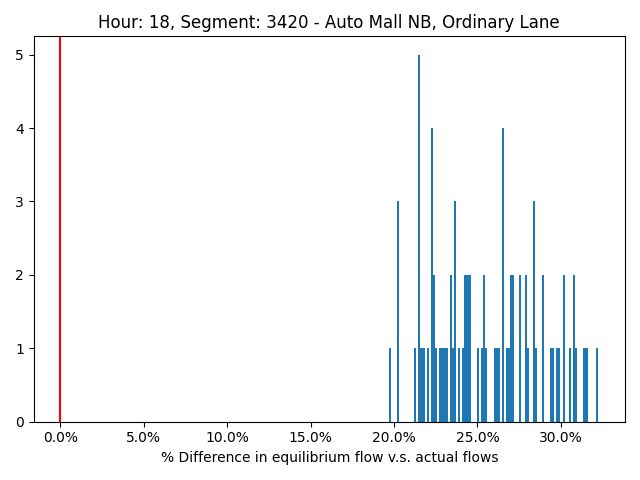 Hour: 18, Segment: 3420 - Auto Mall NB, Ordinary Lane
5
4
3
2
1
0
0.0% 5.0% 10.0% 15.0% 20.0% 25.0% 30.0%
% Difference in equilibrium flow v.s. actual flows